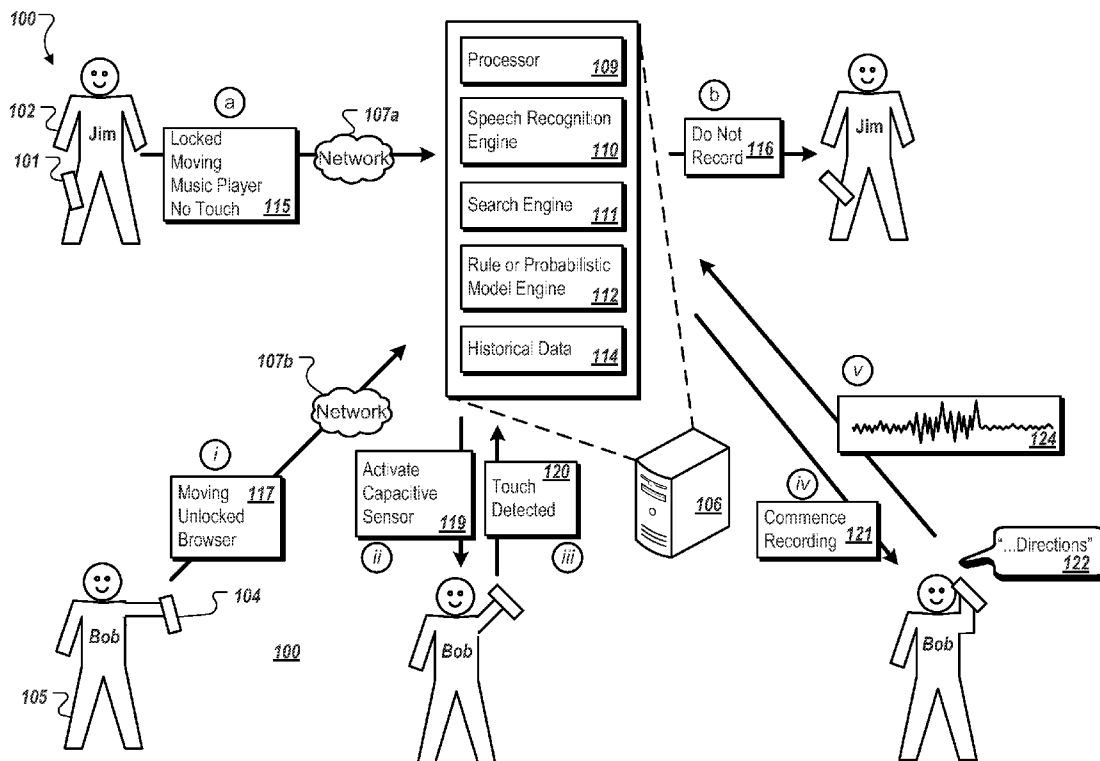 100
102
101
Jim
a
Locked
Moving
Music Player
No Touch 115
107a
Network
Processor 109
Speech Recognition
Engine 110
Search Engine
111
Rule or Probabilistic
Model Engine 112
Historical Data
114
b
Do Not
Record 116
Jim
107b
Network
i
Moving 117
Unlocked
Browser
104
Bob
105
100
Activate
Capacitive
Sensor
119
ii
120
Touch
Detected
iii
Bob
106
v
124
iv
Commence
Recording 121
"...Directions"
122
Bob